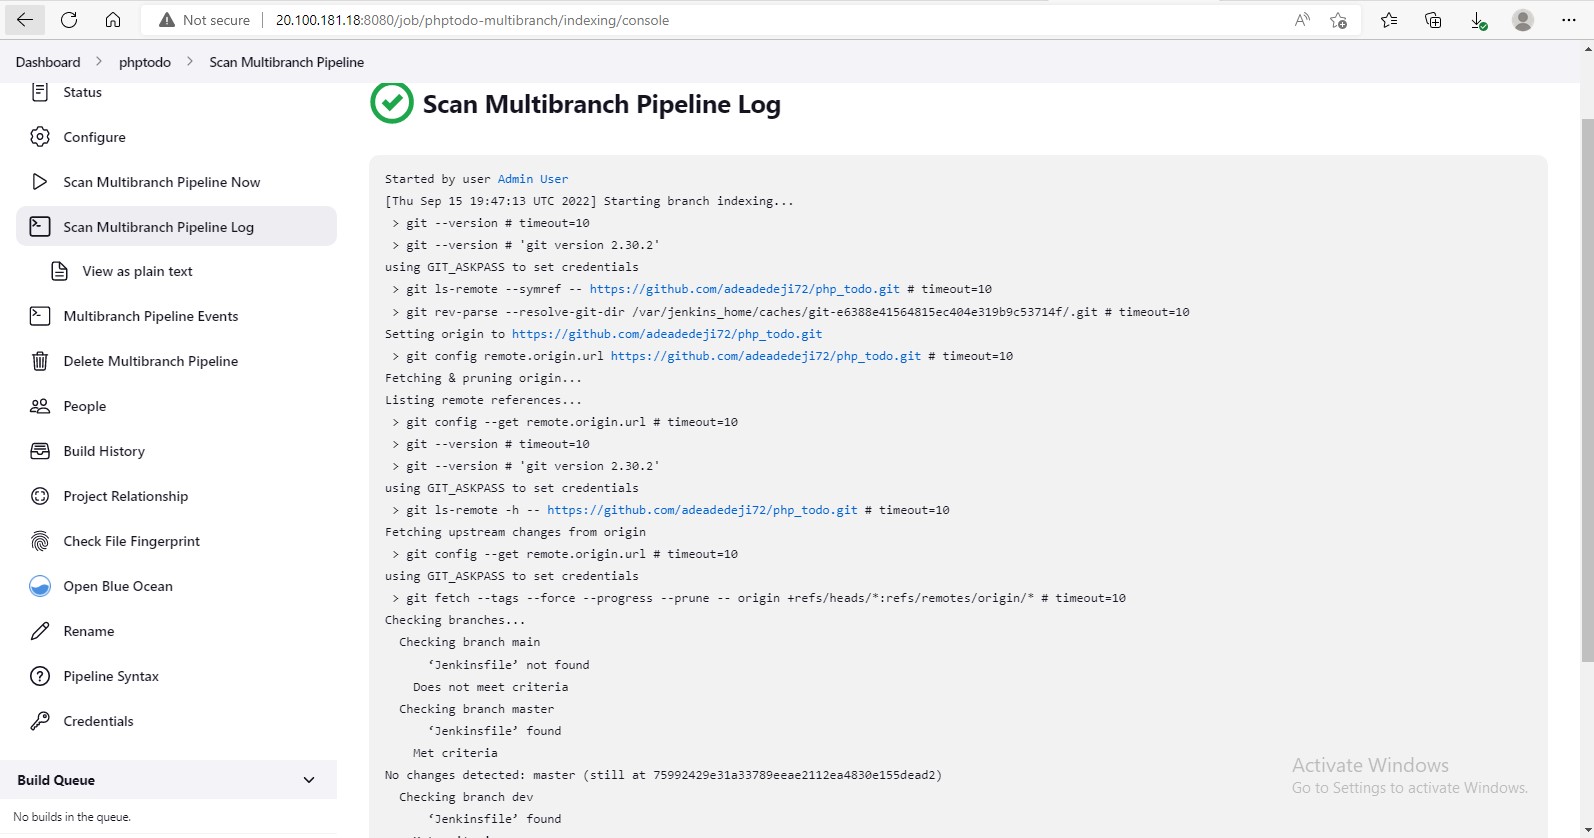 Not secure
20.100.181.18:8080/job/phptodo-multibranch/indexing/console
Dashboard > phptodo > Scan Multibranch Pipeline
Status
Configure
Scan Multibranch Pipeline Now
Scan Multibranch Pipeline Log
View as plain text
Multibranch Pipeline Events
Delete Multibranch Pipeline
People
Build History
Project Relationship
Check File Fingerprint
Open Blue Ocean
Rename
Pipeline Syntax
Credentials
Build Queue
No builds in the queue.
Scan Multibranch Pipeline Log
Started by user Admin User
[Thu Sep 15 19:47:13 UTC 2022] Starting branch indexing...
> git --version # timeout=10
> git --version # 'git version 2.30.2'
using GIT_ASKPASS to set credentials
> git ls-remote --symref -- https://github.com/adeadedeji72/php_todo.git # timeout=10
> git rev-parse --resolve-git-dir /var/jenkins_home/caches/git-e6388e41564815ec404e319b9c53714f/.git # timeout=10
Setting origin to https://github.com/adeadedeji72/php_todo.git
> git config remote.origin.url https://github.com/adeadedeji72/php_todo.git # timeout=10
Fetching & pruning origin...
Listing remote references...
> git config --get remote.origin.url # timeout=10
> git --version # timeout=10
> git --version # 'git version 2.30.2'
using GIT_ASKPASS to set credentials
> git ls-remote -h -- https://github.com/adeadedeji72/php_todo.git # timeout=10
Fetching upstream changes from origin
> git config --get remote.origin.url # timeout=10
using GIT_ASKPASS to set credentials
> git fetch --tags --force --progress --prune -- origin +refs/heads/*:refs/remotes/origin/* # timeout=10
Checking branches...
Checking branch main
‘Jenkinsfile’ not found
Does not meet criteria
Checking branch master
‘Jenkinsfile’ found
Met criteria
No changes detected: master (still at 75992429e31a33789eeae2112ea4830e155dead2)
Checking branch dev
‘Jenkinsfile’ found
Activate Windows
Go to Settings to activate Windows.